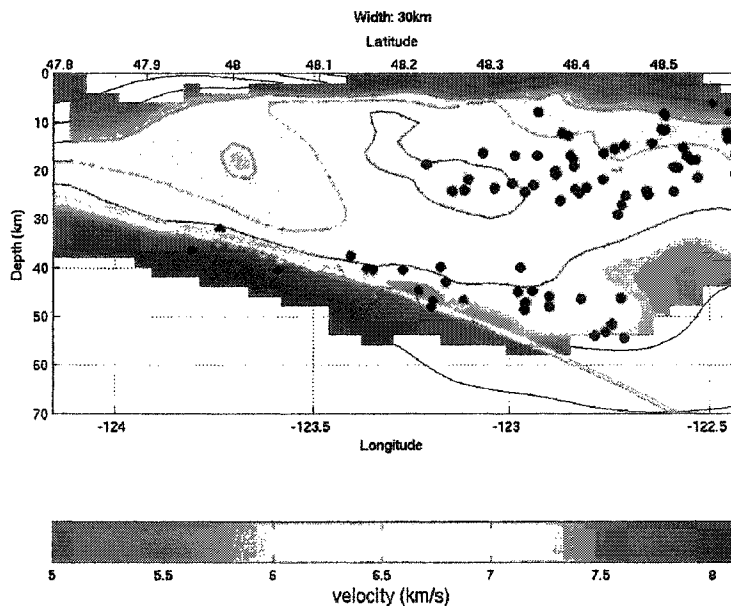 Width: 30km
Latitude
47.8 47.9 48 48.1 48.2 48.3 48.4 48.5
0
10
20
30
40
50
60
70
Depth (km)
-124 -123.5 -123 -122.5
Longitude
5 5.5 6 6.5 7 7.5 8
velocity (km/s)